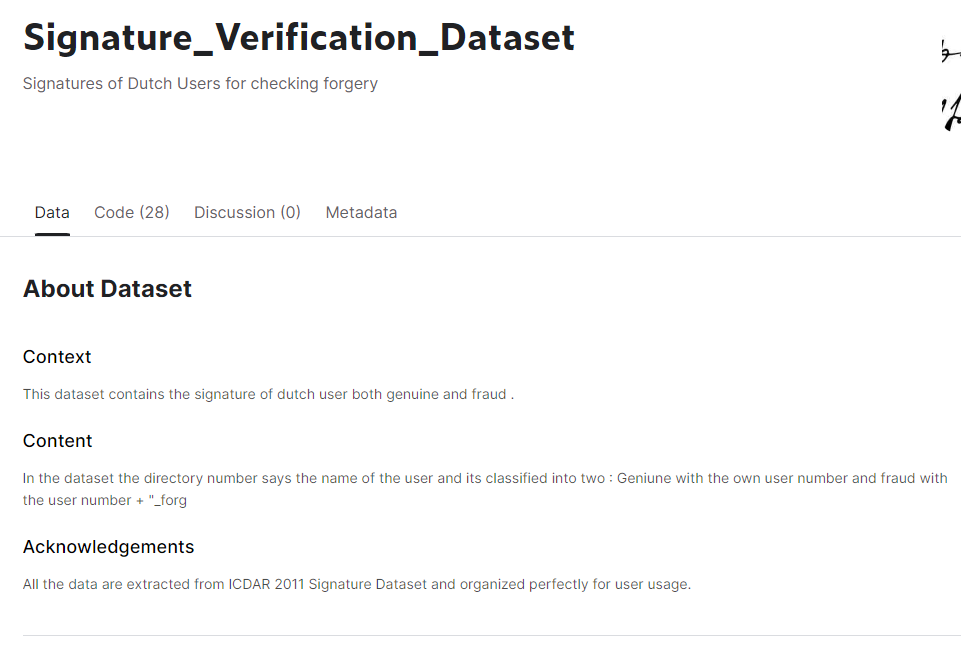 Signature_Verification_Dataset
Signatures of Dutch Users for checking forgery
Data Code (28) Discussion (0) Metadata
About Dataset
Context
This dataset contains the signature of dutch user both genuine and fraud .
Content
In the dataset the directory number says the name of the user and its classified into two : Geniune with the own user number and fraud with
the user number + "_forg
Acknowledgements
All the data are extracted from ICDAR 2011 Signature Dataset and organized perfectly for user usage.